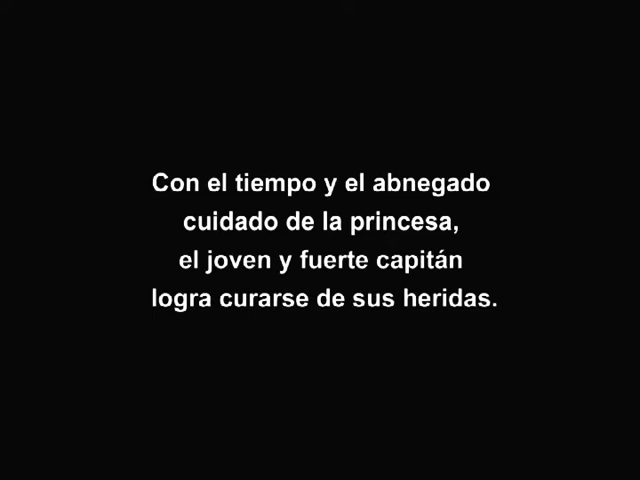 Con el tiempo y el abnegado
cuidado de la princesa,
el joven y fuerte capitán
logra curarse de sus heridas.